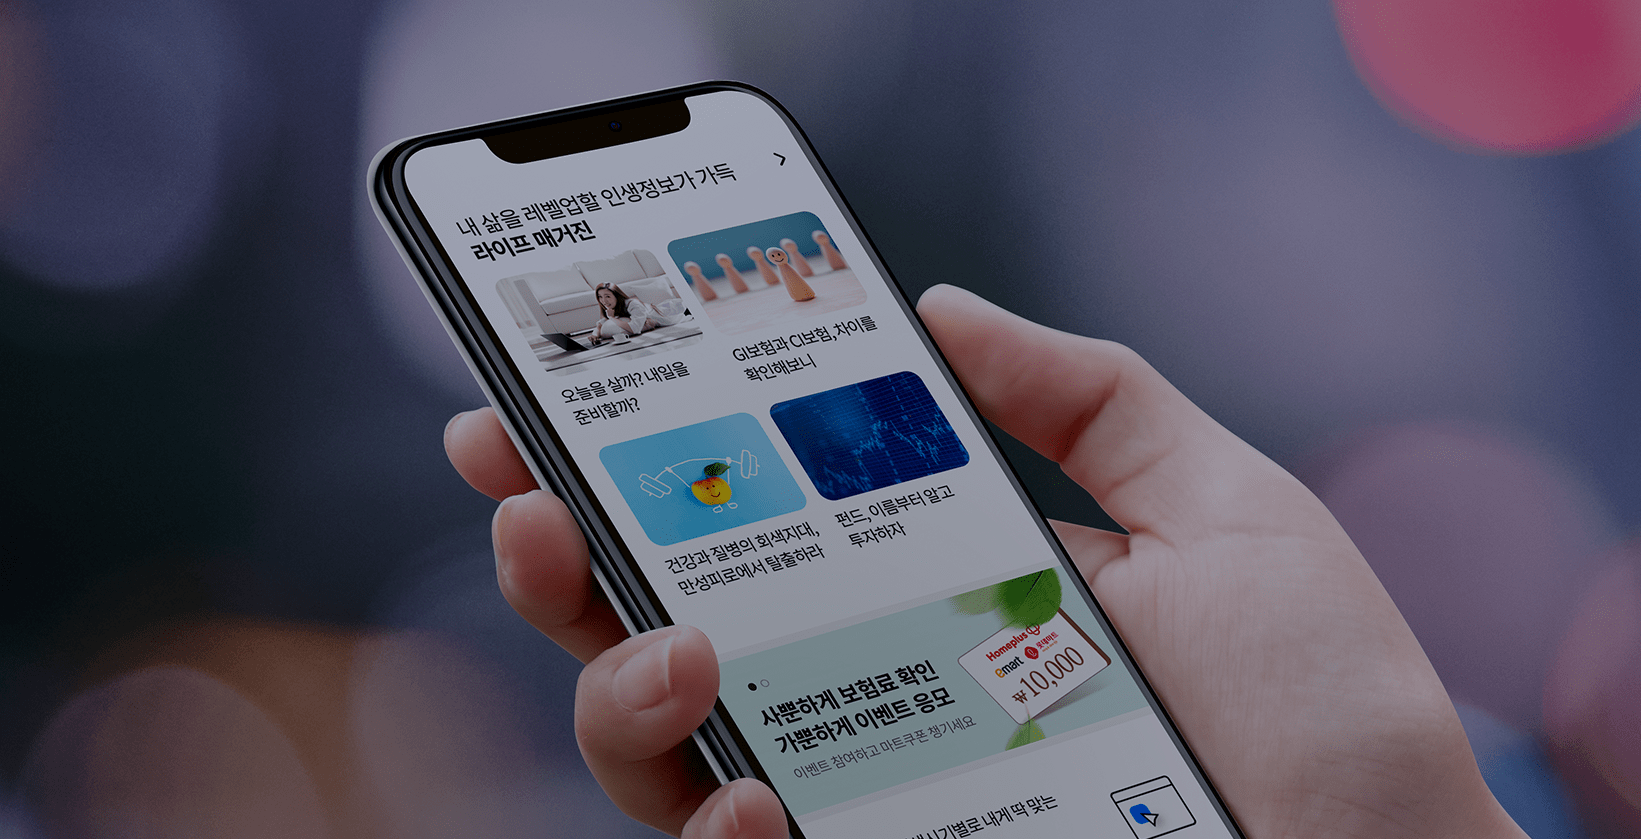 내 삶을 레벨업할 인생정보가 가득
라이프 매거진
오늘을 살까? 내일을
준비할까?
GI보험과 CI보험, 차이를
확인해보니
건강과 질병의 회색지대,
만성피로에서 탈출하라
펀드, 이름부터 알고
투자하자
사뿐하게 보험료 확인
가뿐하게 이벤트 응모
이벤트 참여하고 마트쿠폰 챙기세요
Homeplus
emart 롯데마트
₩10,000
시기별로 내게 딱 맞는